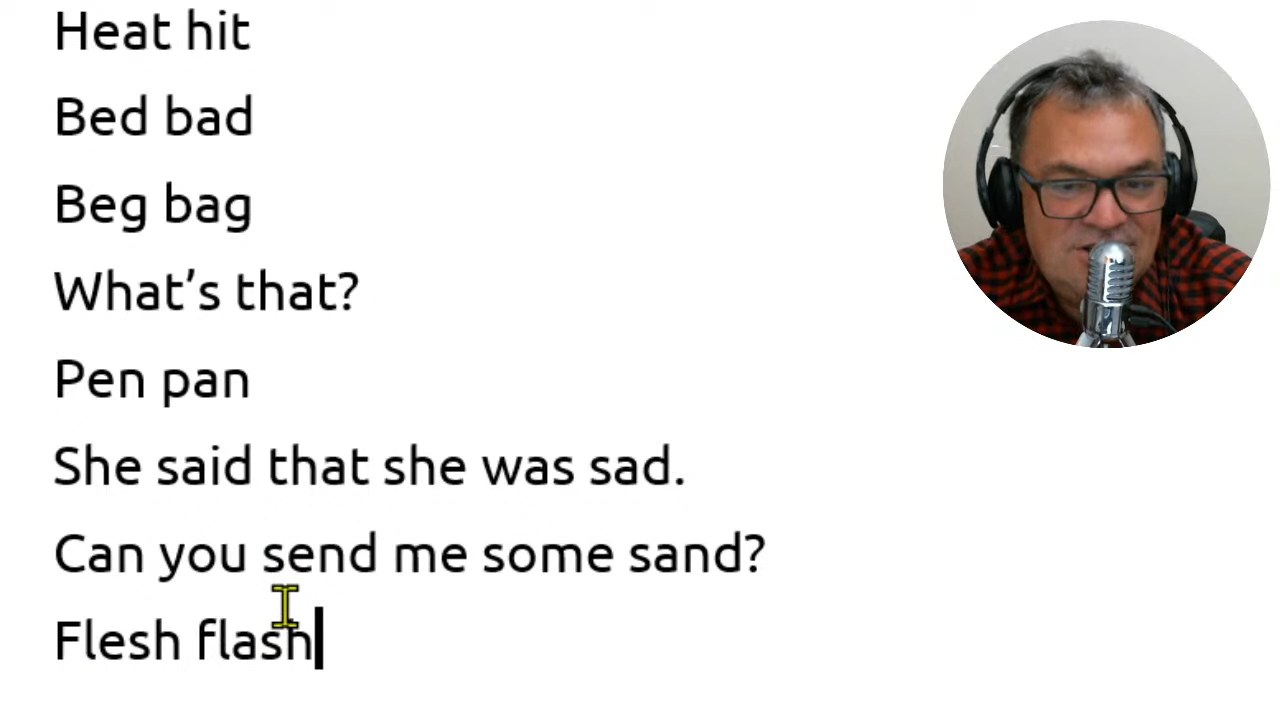 Heat hit
Bed bad
Beg bag
What’s that?
Pen pan
She said that she was sad.
Can you send me some sand?
Flesh flash